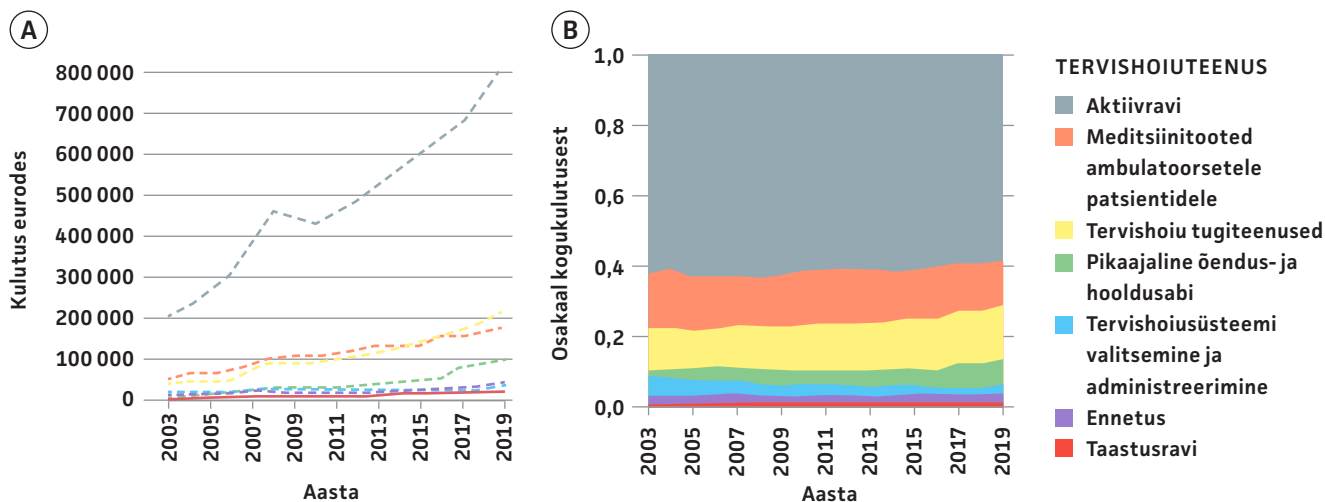 A
800 000
700 000
600 000
500 000
400 000
300 000
200 000
100 000
0
Kulutus eurodes
2003
2005
2007
2009
2011
2013
2015
2017
2019
Aasta
B
1,0
0,8
0,6
0,4
0,2
0,0
Osakaal kogukulutusest
2003
2005
2007
2009
2011
2013
2015
2017
2019
Aasta
TERVISHOIUTEENUS
Aktiivravi
Meditsiinitooted
ambulatoorsetele
patsientidele
Tervishoiu tugiteenused
Pikaajaline õendus- ja
hooldusabi
Tervishoiusüsteemi
valitsemine ja
administreerimine
Ennetus
Taastusravi